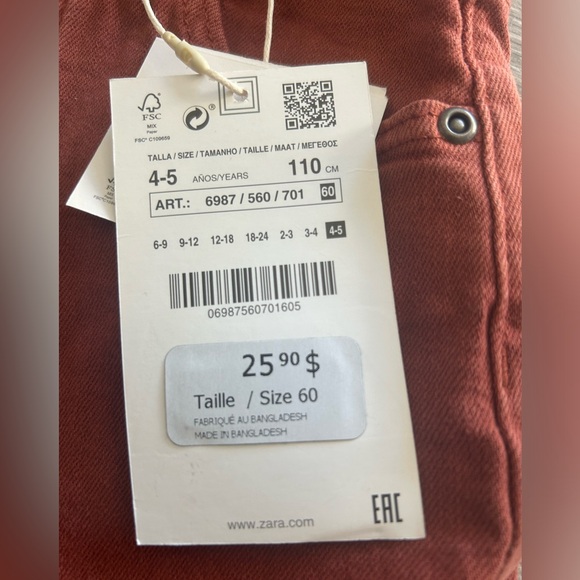 FSC
MIX
Paper
FSC® C109659
®
TALLA / SIZE / TAMANHO / TAILLE / MAAT / ΜΕΓΕΘΟΣ
4-5 AÑOS/YEARS 110 CM
ART.: 6987 / 560 / 701 60
6-9 9-12 12-18 18-24 2-3 3-4 4-5
06987560701605
25 90 $
Taille / Size 60
FABRIQUÉ AU BANGLADESH
MADE IN BANGLADESH
EAC
www.zara.com